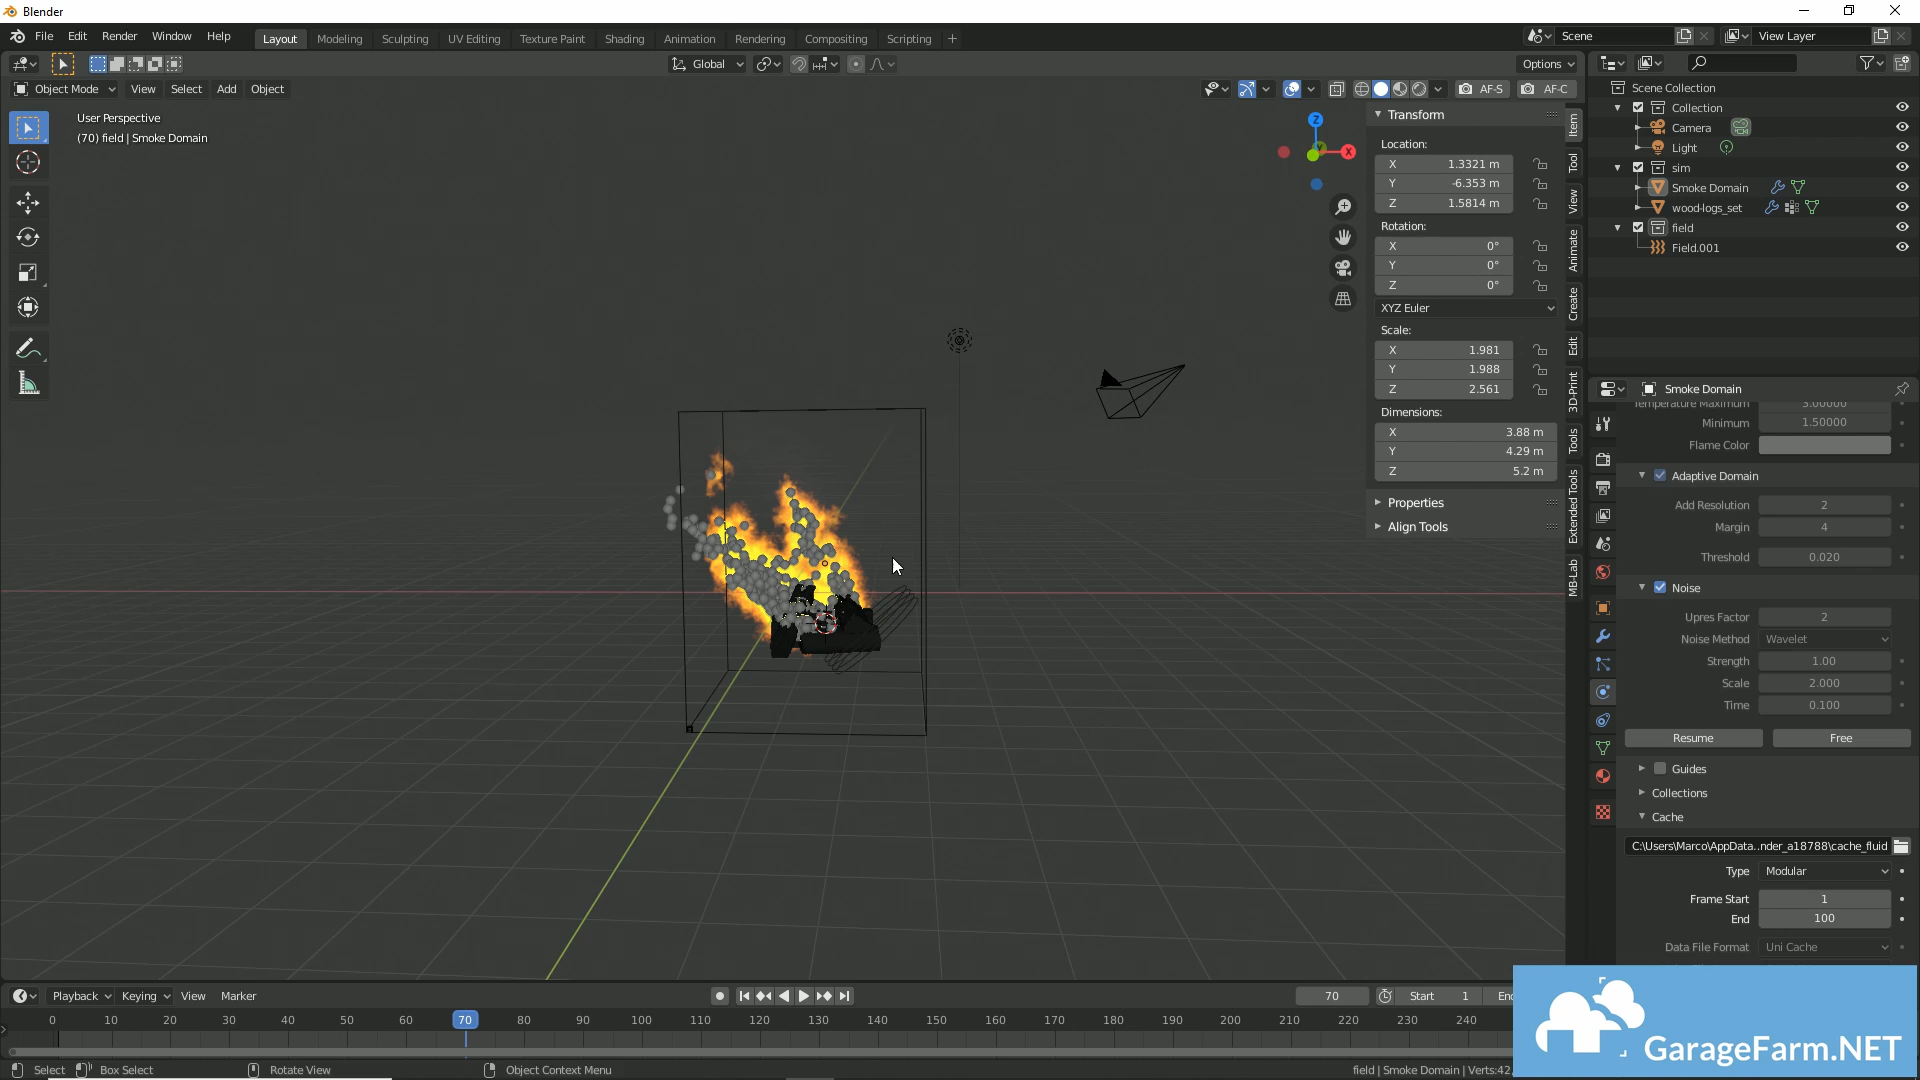 Blender
File Edit Render Window Help
Layout Modeling Sculpting UV Editing Texture Paint Shading Animation Rendering Compositing Scripting +
Scene
View Layer
Global
Options
Object Mode View Select Add Object
AF-S AF-C
User Perspective
(70) field | Smoke Domain
Z
X
Transform
Location:
X 1.3321 m
Y -6.353 m
Z 1.5814 m
Rotation:
X 0°
Y 0°
Z 0°
XYZ Euler
Scale:
X 1.981
Y 1.988
Z 2.561
Dimensions:
X 3.88 m
Y 4.29 m
Z 5.2 m
Properties
Align Tools
Item
Tool
View
Animate
Create
Edit
3D-Print
Tools
Extended Tools
MB-Lab
Scene Collection
Collection
Camera
Light
sim
Smoke Domain
wood-logs_set
field
Field.001
Smoke Domain
Temperature Maximum 3.00000
Minimum 1.50000
Flame Color
Adaptive Domain
Add Resolution 2
Margin 4
Threshold 0.020
Noise
Upres Factor 2
Noise Method Wavelet
Strength 1.00
Scale 2.000
Time 0.100
Resume Free
Guides
Collections
Cache
C:\Users\Marco\AppData..nder_a18788\cache_fluid
Type Modular
Frame Start 1
End 100
Data File Format Uni Cache
Playback Keying View Marker
70 Start 1
0 10 20 30 40 50 60 70 80 90 100 110 120 130 140 150 160 170 180 190 200 210 220 230 240
Select Box Select Rotate View Object Context Menu
field | Smoke Domain | Verts:42
GarageFarm.NET